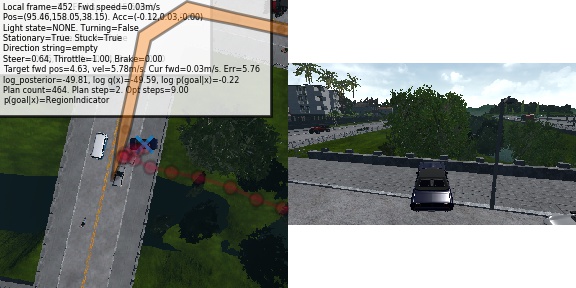 Local frame=452. Fwd speed=0.03m/s
Pos=(95.46,158.05,38.15). Acc=(-0.12,0.03,-0.00)
Light state=NONE. Turning=False
Stationary=True. Stuck=True
Direction string=empty
Steer=0.64, Throttle=1.00, Brake=0.00
Target fwd pos=4.63, vel=5.78m/s. Cur fwd=0.03m/s. Err=5.76
log_posterior=-49.81, log q(x)=-49.59, log p(goal|x)=-0.22
Plan count=464. Plan step=2. Opt steps=9.00
p(goal|x)=RegionIndicator